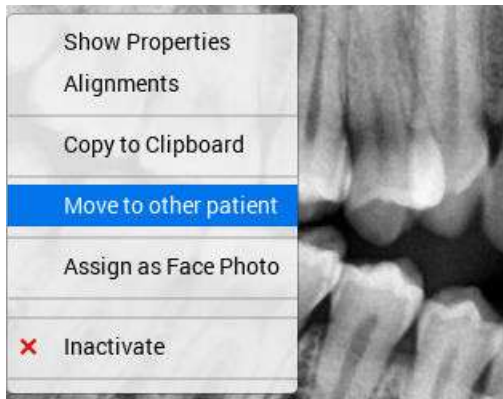 Show Properties
Alignments
Copy to Clipboard
Move to other patient
Assign as Face Photo
Inactivate